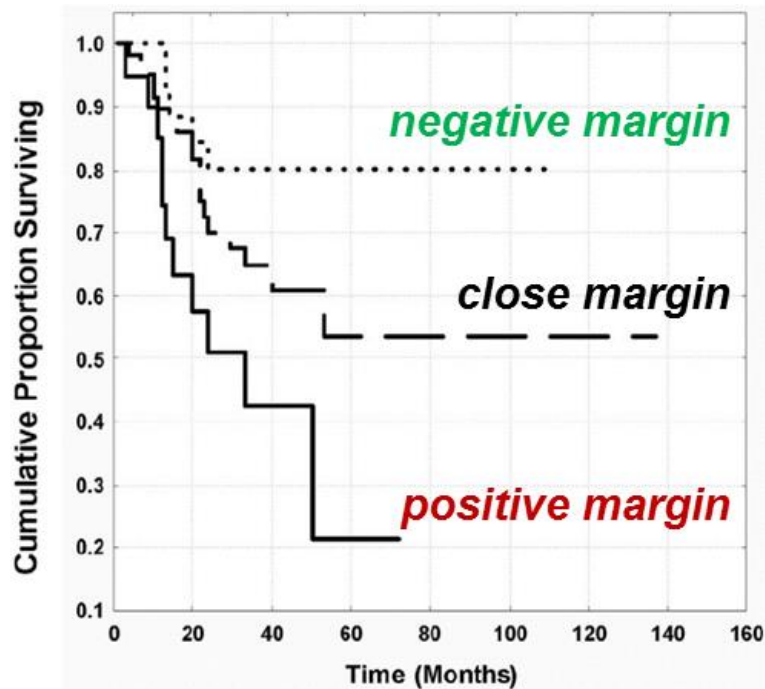 Cumulative Proportion Surviving
1.0
0.9
0.8
0.7
0.6
0.5
0.4
0.3
0.2
0.1
negative margin
close margin
positive margin
0 20 40 60 80 100 120 140 160
Time (Months)